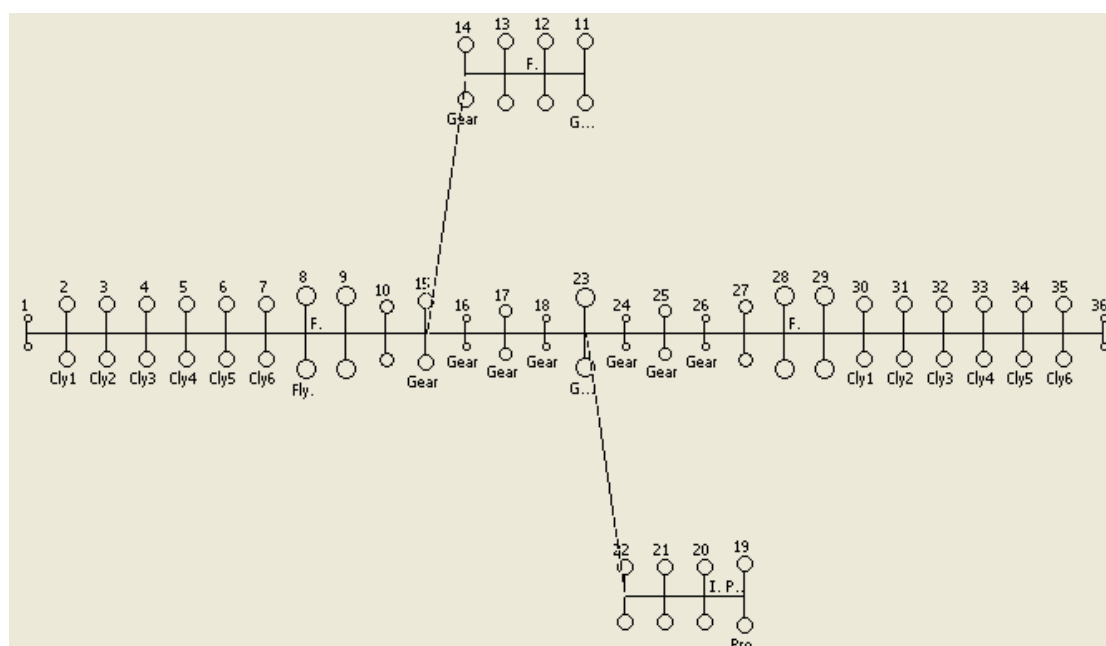 14 13 12 11
F.
Gear G...
1 2 3 4 5 6 7 8 9 10 15 16 17 18 23 24 25 26 27 28 29 30 31 32 33 34 35 36
F. F.
Cly1 Cly2 Cly3 Cly4 Cly5 Cly6 Fly. Gear Gear Gear Gear G... Gear Gear Gear Cly1 Cly2 Cly3 Cly4 Cly5 Cly6
22 21 20 19
I. P..
Pro